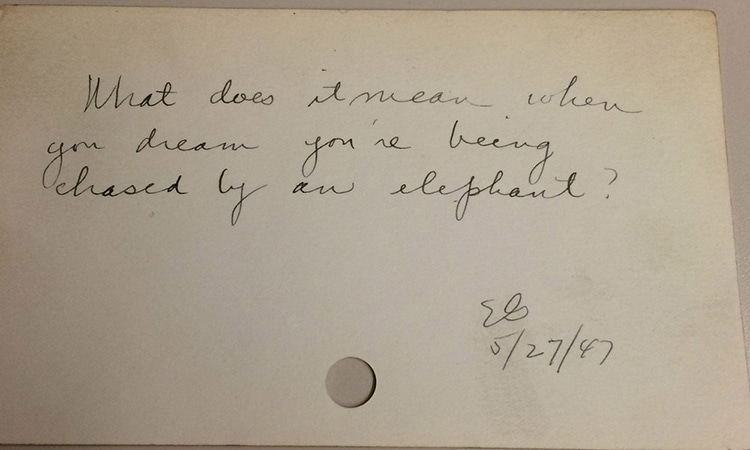 What does it mean when
you dream you're being
chased by an elephant?
5/27/47